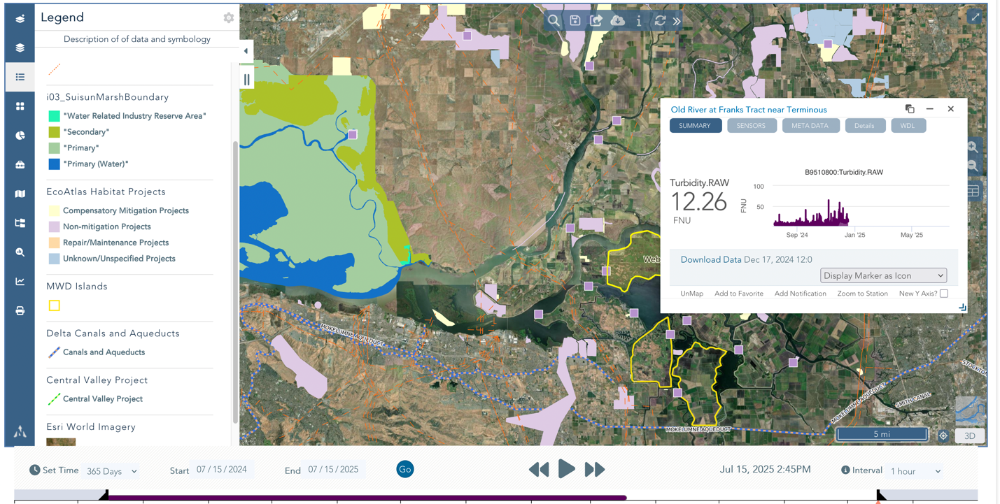 Legend
Description of of data and symbology
i03_SuisunMarshBoundary
"Water Related Industry Reserve Area"
"Secondary"
"Primary"
"Primary (Water)"
EcoAtlas Habitat Projects
Compensatory Mitigation Projects
Non-mitigation Projects
Repair/Maintenance Projects
Unknown/Unspecified Projects
MWD Islands
Delta Canals and Aqueducts
Canals and Aqueducts
Central Valley Project
Central Valley Project
Esri World Imagery
Old River at Franks Tract near Terminous
SUMMARY SENSORS META DATA Details WDL
B9510800:Turbidity.RAW
Turbidity.RAW
12.26
FNU
FNU
100
50
Sep '24 Jan '25 May '25
Download Data Dec 17, 2024 12:0
Display Marker as Icon
UnMap Add to Favorite Add Notification Zoom to Station New Y Axis?
Web
MOKELUMNE AQUEDUCT
MOKELUMNE AQUEDUCT
MOKELUMNE AQUEDUCT
SMITH CANAL
STOCKTO
5 mi
3D
Set Time 365 Days Start 07/15/2024 End 07/15/2025 Go Jul 15, 2025 2:45PM Interval 1 hour